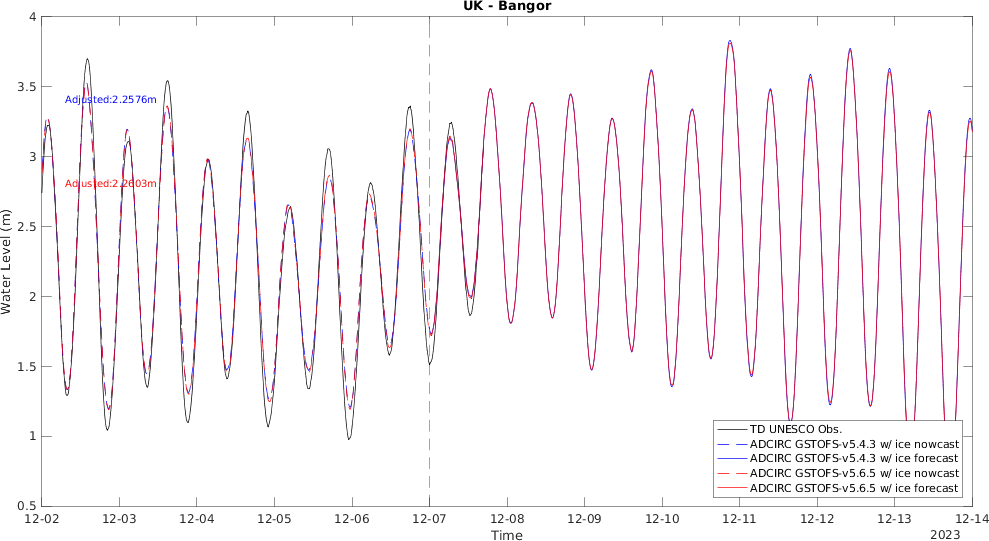 UK - Bangor
4
3.5
3
2.5
2
1.5
1
0.5
Water Level (m)
Adjusted:2.2576m
Adjusted:2.2603m
TD UNESCO Obs.
ADCIRC GSTOFS-v5.4.3 w/ ice nowcast
ADCIRC GSTOFS-v5.4.3 w/ ice forecast
ADCIRC GSTOFS-v5.6.5 w/ ice nowcast
ADCIRC GSTOFS-v5.6.5 w/ ice forecast
12-02 12-03 12-04 12-05 12-06 12-07 12-08 12-09 12-10 12-11 12-12 12-13 12-14
Time
2023